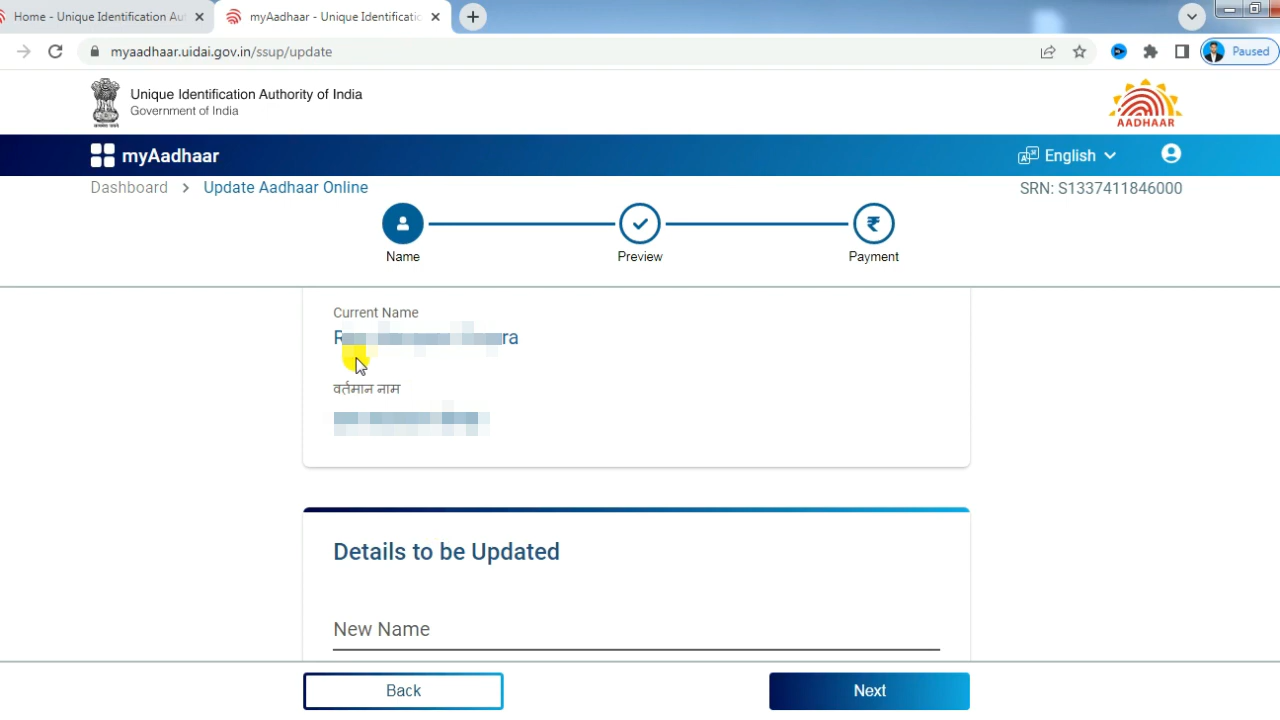 Home - Unique Identification Au
myAadhaar - Unique Identificatic
myaadhaar.uidai.gov.in/ssup/update
Paused
Unique Identification Authority of India
Government of India
AADHAAR
myAadhaar
English
Dashboard > Update Aadhaar Online
SRN: S1337411846000
Name
Preview
Payment
Current Name
वर्तमान नाम
Details to be Updated
New Name
Back
Next